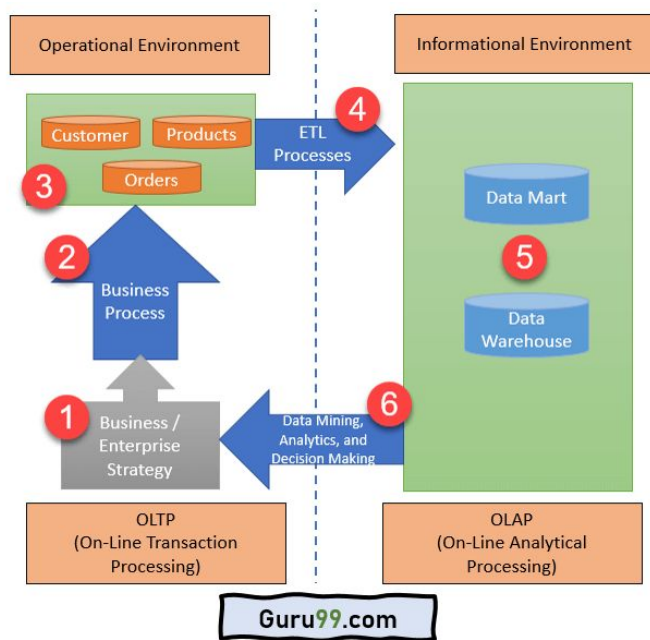 Operational Environment
Informational Environment
Customer
Products
Orders
3
ETL
Processes
4
Data Mart
5
Data
Warehouse
2
Business
Process
1
Business /
Enterprise
Strategy
6
Data Mining,
Analytics, and
Decision Making
OLTP
(On-Line Transaction
Processing)
OLAP
(On-Line Analytical
Processing)
Guru99.com